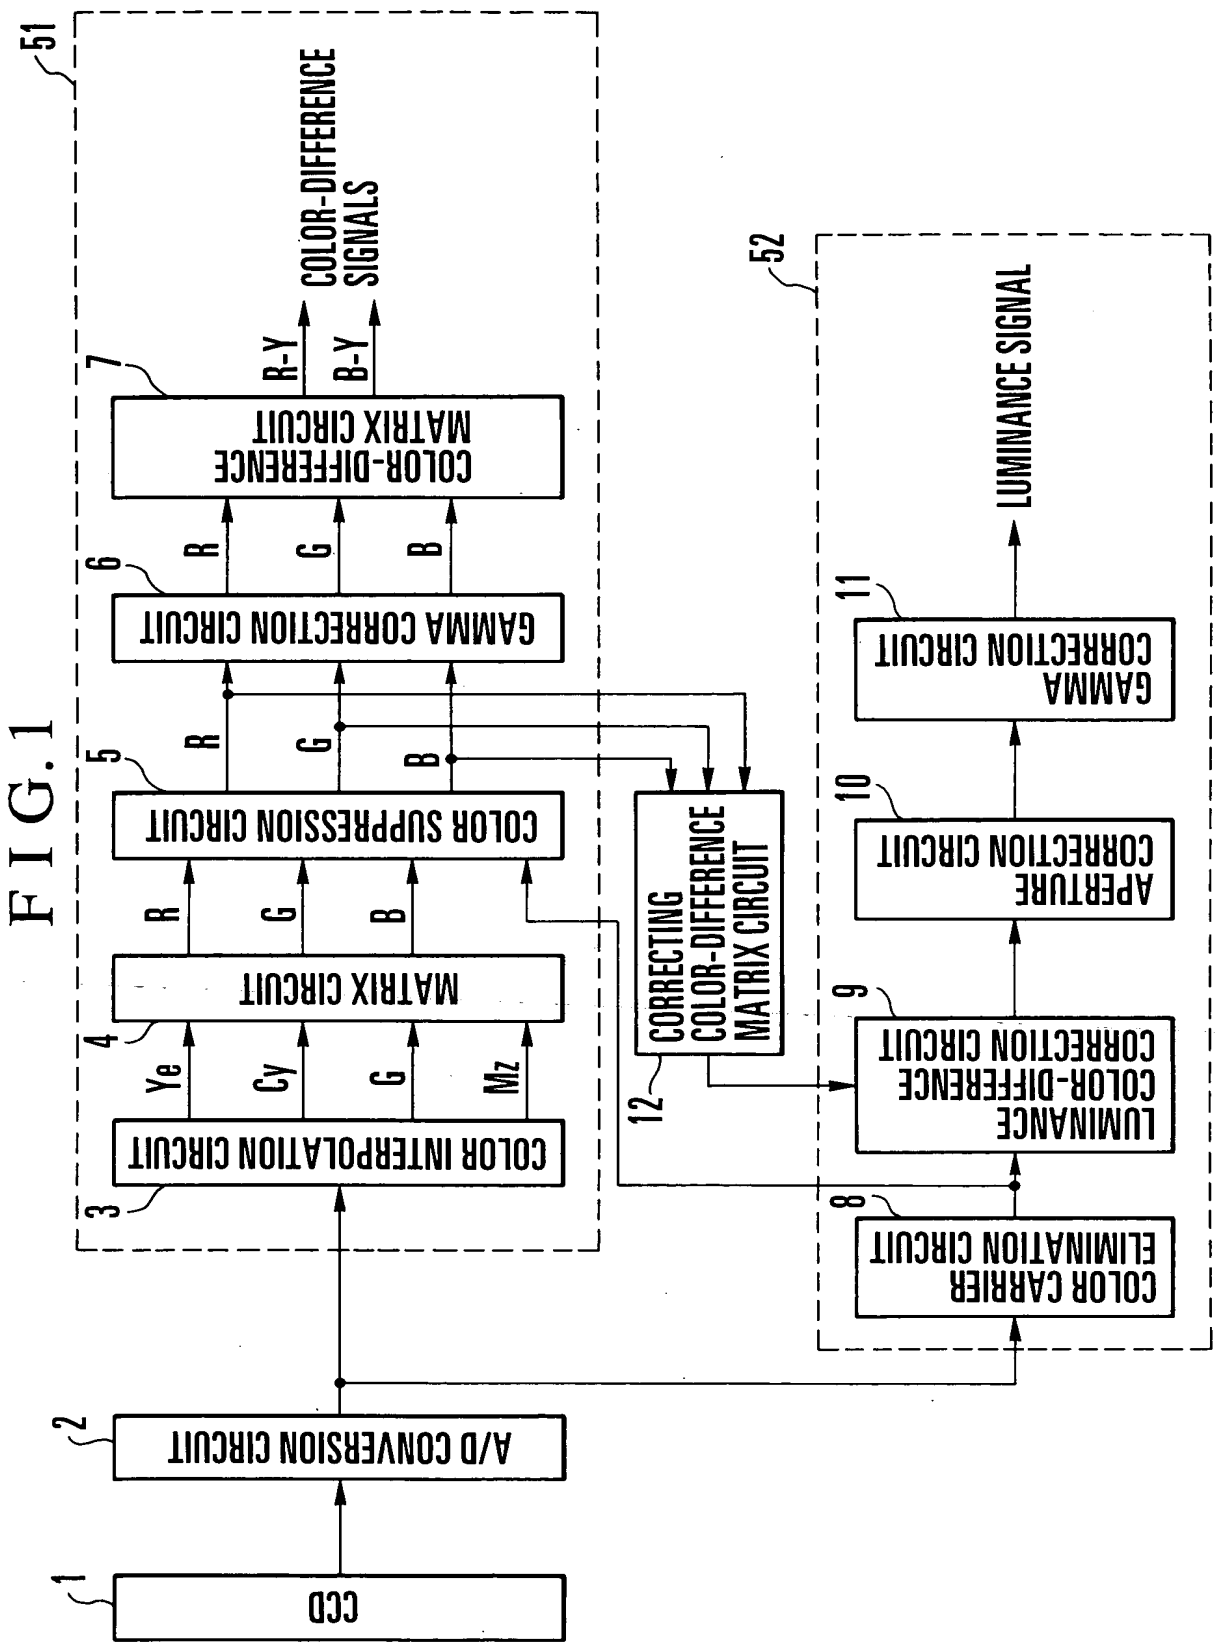 FIG.1
51
1
CCD
2
A/D CONVERSION CIRCUIT
3
COLOR INTERPOLATION CIRCUIT
Ye
Cy
G
Mz
4
MATRIX CIRCUIT
R
G
B
5
COLOR SUPPRESSION CIRCUIT
R
G
B
6
GAMMA CORRECTION CIRCUIT
R
G
B
7
COLOR-DIFFERENCE
MATRIX CIRCUIT
R-Y
B-Y
COLOR-DIFFERENCE
SIGNALS
12
CORRECTING
COLOR-DIFFERENCE
MATRIX CIRCUIT
52
8
COLOR CARRIER
ELIMINATION CIRCUIT
9
LUMINANCE
COLOR-DIFFERENCE
CORRECTION CIRCUIT
10
APERTURE
CORRECTION CIRCUIT
11
GAMMA
CORRECTION CIRCUIT
LUMINANCE SIGNAL